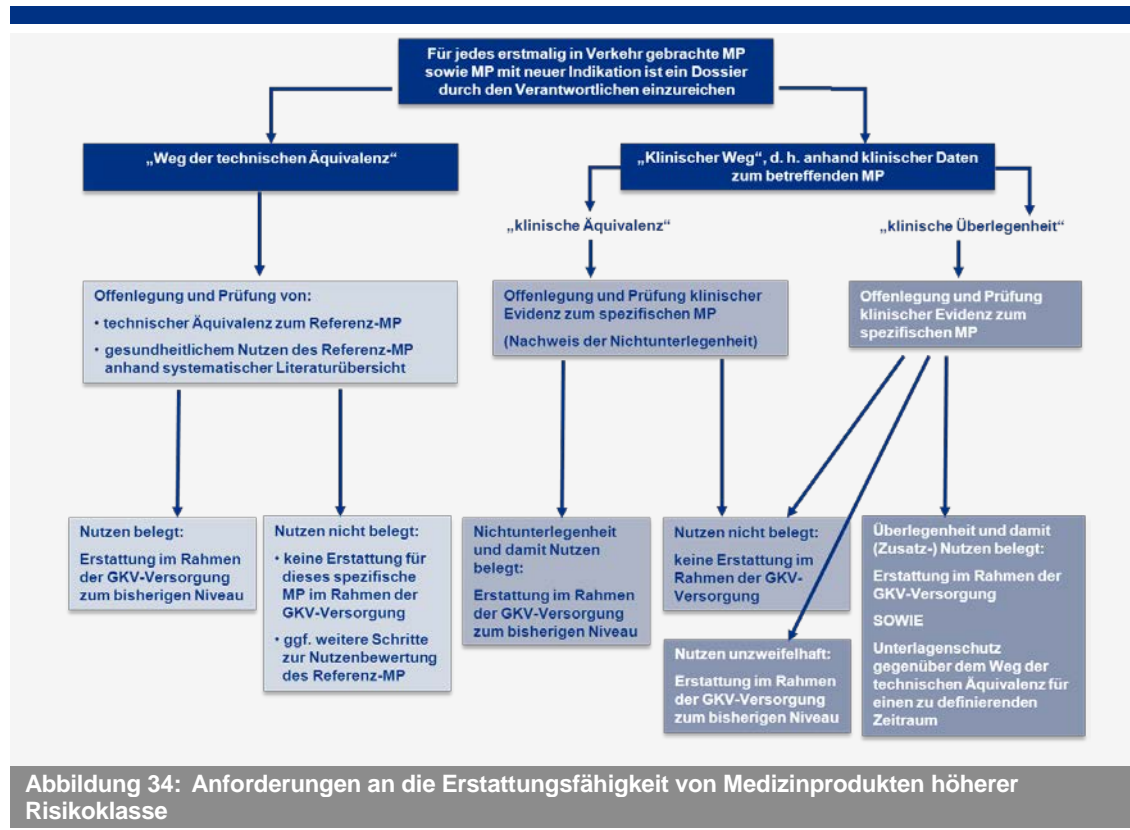 Für jedes erstmalig in Verkehr gebrachte MP
sowie MP mit neuer Indikation ist ein Dossier
durch den Verantwortlichen einzureichen
„Weg der technischen Äquivalenz“
„Klinischer Weg“, d. h. anhand klinischer Daten
zum betreffenden MP
„klinische Äquivalenz“
„klinische Überlegenheit“
Offenlegung und Prüfung von:
• technischer Äquivalenz zum Referenz-MP
• gesundheitlichem Nutzen des Referenz-MP
anhand systematischer Literaturübersicht
Offenlegung und Prüfung klinischer
Evidenz zum spezifischen MP
(Nachweis der Nichtunterlegenheit)
Offenlegung und Prüfung
klinischer Evidenz zum
spezifischen MP
Nutzen belegt:
Erstattung im Rahmen
der GKV-Versorgung
zum bisherigen Niveau
Nutzen nicht belegt:
• keine Erstattung für
dieses spezifische
MP im Rahmen der
GKV-Versorgung
• ggf. weitere Schritte
zur Nutzenbewertung
des Referenz-MP
Nichtunterlegenheit
und damit Nutzen
belegt:
Erstattung im Rahmen
der GKV-Versorgung
zum bisherigen Niveau
Nutzen nicht belegt:
keine Erstattung im
Rahmen der GKV-
Versorgung
Nutzen unzweifelhaft:
Erstattung im Rahmen
der GKV-Versorgung
zum bisherigen Niveau
Überlegenheit und damit
(Zusatz-) Nutzen belegt:
Erstattung im Rahmen der
GKV-Versorgung
SOWIE
Unterlagenschutz
gegenüber dem Weg der
technischen Äquivalenz für
einen zu definierenden
Zeitraum
Abbildung 34: Anforderungen an die Erstattungsfähigkeit von Medizinprodukten höherer
Risikoklasse